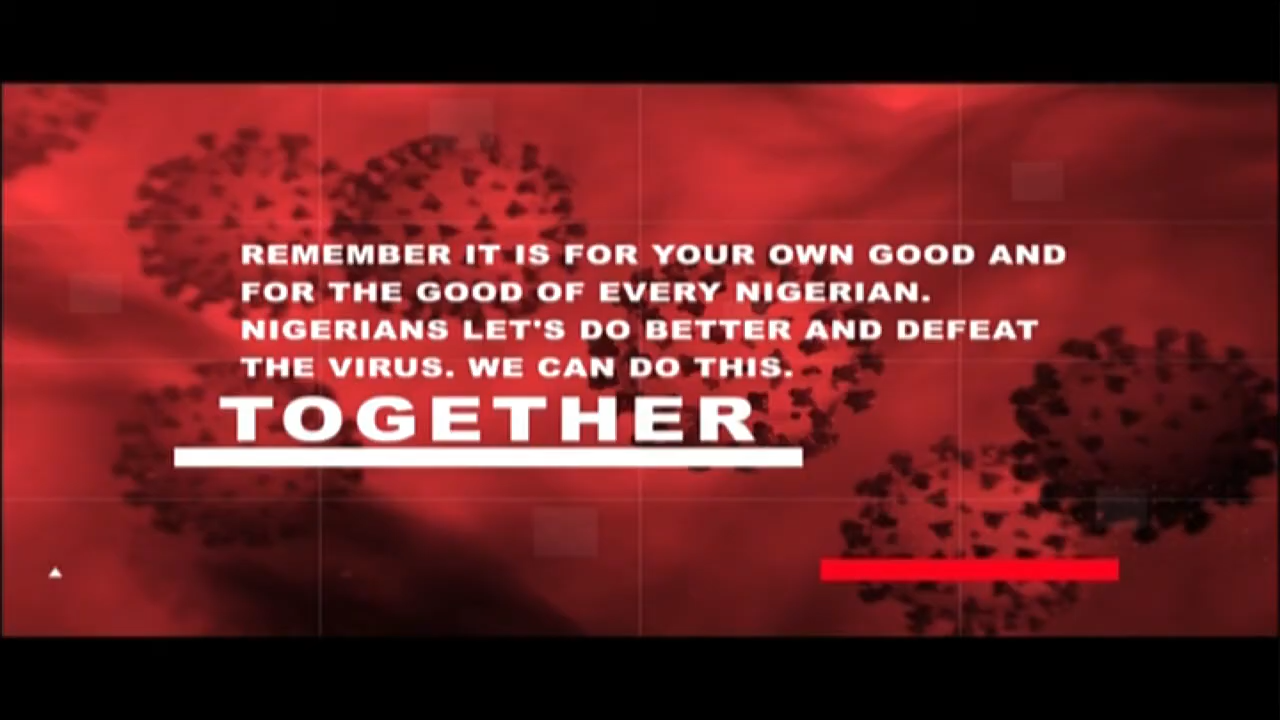 REMEMBER IT IS FOR YOUR OWN GOOD AND
FOR THE GOOD OF EVERY NIGERIAN.
NIGERIANS LET'S DO BETTER AND DEFEAT
THE VIRUS. WE CAN DO THIS.
TOGETHER